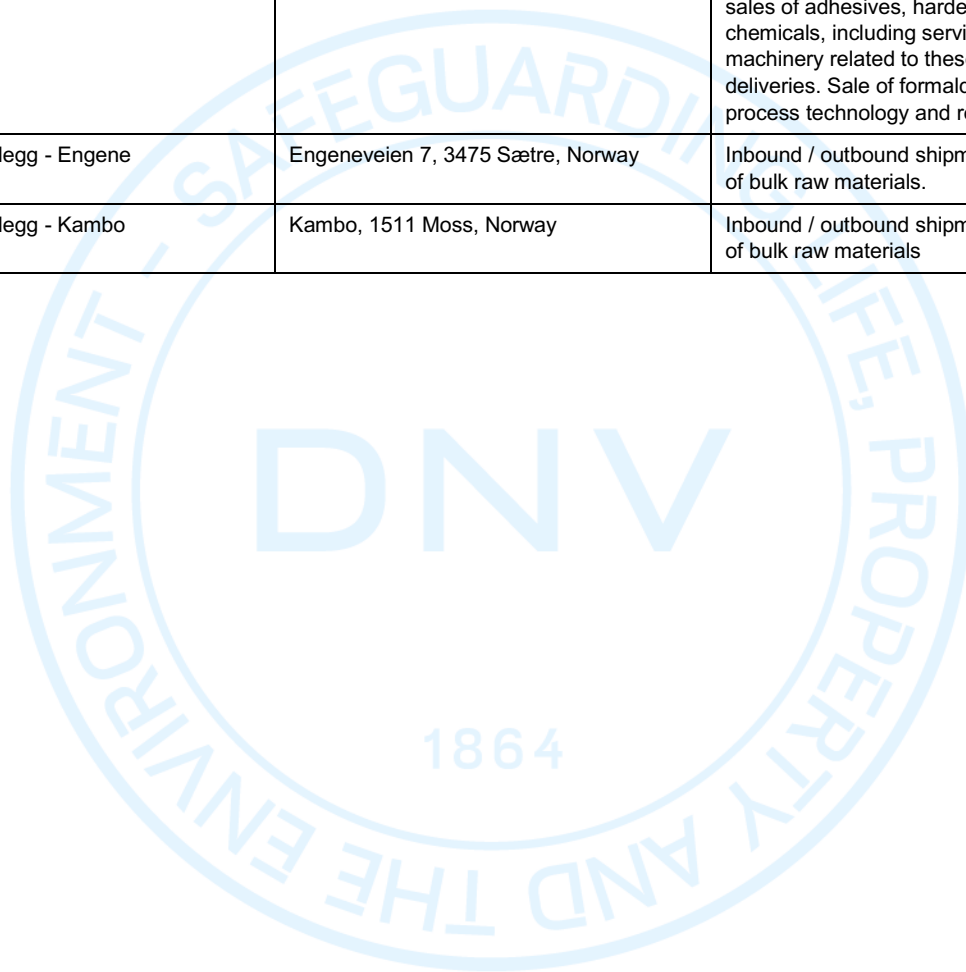 sales of adhesives, harde
chemicals, including servi
machinery related to thes
deliveries. Sale of formald
process technology and r
legg - Engene
Engeneveien 7, 3475 Sætre, Norway
Inbound / outbound shipm
of bulk raw materials.
legg - Kambo
Kambo, 1511 Moss, Norway
Inbound / outbound shipm
of bulk raw materials
SAFEGUARDING LIFE, PROPERTY AND THE ENVIRONMENT -
DNV
1864